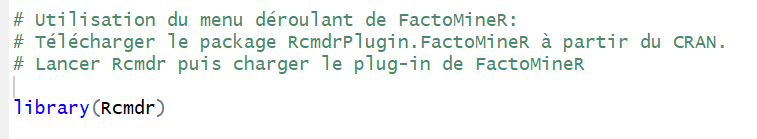 # Utilisation du menu déroulant de FactoMineR:
# Télécharger le package RcmdrPlugin.FactoMineR à partir du CRAN.
# Lancer Rcmdr puis charger le plug-in de FactoMineR
library(Rcmdr)